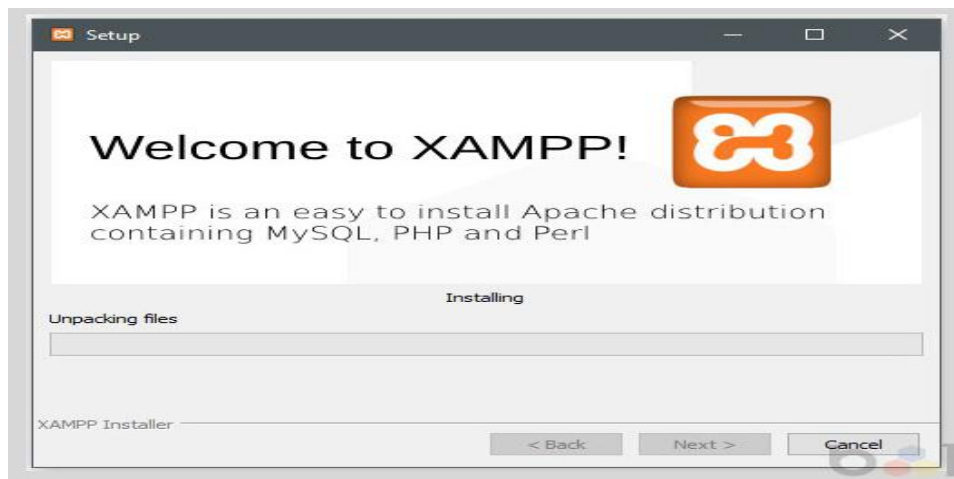 Setup
Welcome to XAMPP!
XAMPP is an easy to install Apache distribution
containing MySQL, PHP and Perl
Installing
Unpacking files
XAMPP Installer
< Back
Next >
Cancel